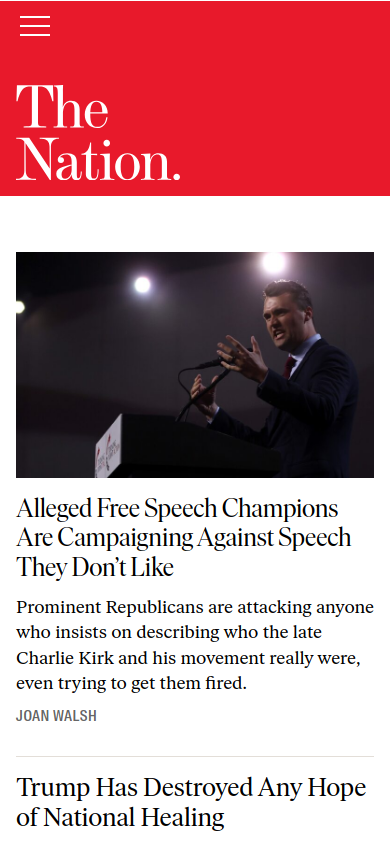 The
Nation.
Alleged Free Speech Champions
Are Campaigning Against Speech
They Don’t Like
Prominent Republicans are attacking anyone
who insists on describing who the late
Charlie Kirk and his movement really were,
even trying to get them fired.
JOAN WALSH
Trump Has Destroyed Any Hope
of National Healing